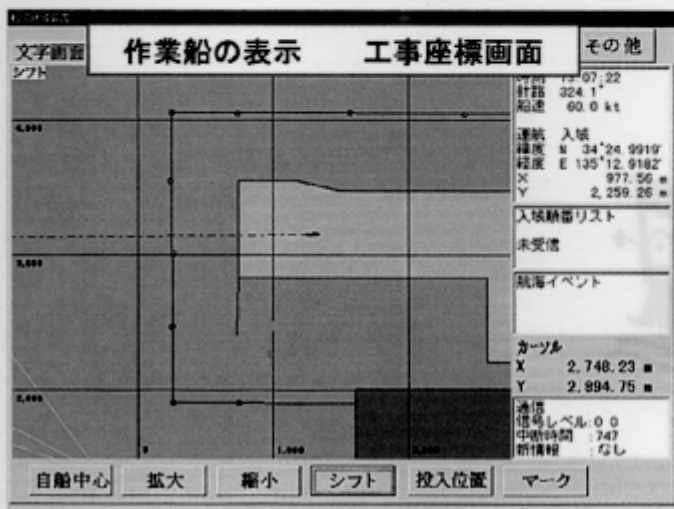 文字画面
作業船の表示 工事座標画面
その他
シフト
時間 13:07:22
針路 324.1°
船速 60.0 kt
運航 入域
緯度 N 34°24.9919'
経度 E 135°12.9182'
X 977.56 m
Y 2,259.26 m
入域順番リスト
未受信
航海イベント
カーソル
X 2,748.23 m
Y 2,894.75 m
通信
信号レベル:0 0
中断時間 :747
新情報 :なし
4,000
3,000
2,000
0
1,000
2,000
自船中心
拡大
縮小
シフト
投入位置
マーク